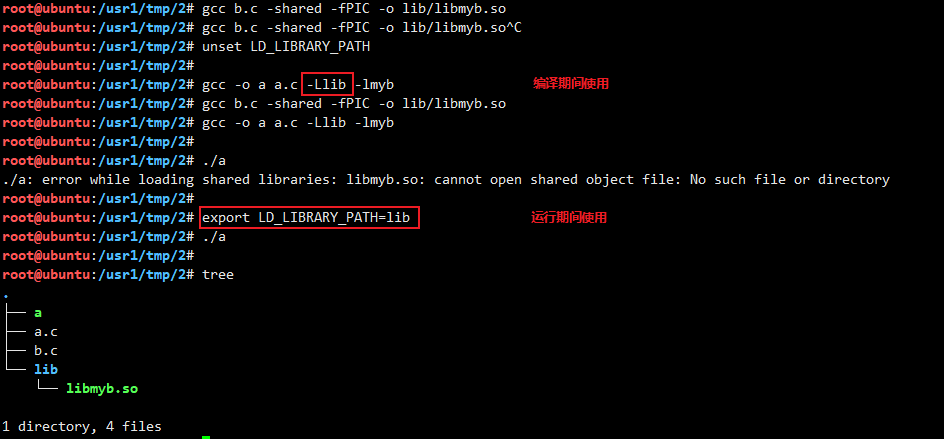 root@ubuntu:/usr1/tmp/2# gcc b.c -shared -fPIC -o lib/libmyb.so
root@ubuntu:/usr1/tmp/2# gcc b.c -shared -fPIC -o lib/libmyb.so^C
root@ubuntu:/usr1/tmp/2# unset LD_LIBRARY_PATH
root@ubuntu:/usr1/tmp/2#
root@ubuntu:/usr1/tmp/2# gcc -o a a.c -Llib -lmyb 编译期间使用
root@ubuntu:/usr1/tmp/2# gcc b.c -shared -fPIC -o lib/libmyb.so
root@ubuntu:/usr1/tmp/2# gcc -o a a.c -Llib -lmyb
root@ubuntu:/usr1/tmp/2#
root@ubuntu:/usr1/tmp/2# ./a
./a: error while loading shared libraries: libmyb.so: cannot open shared object file: No such file or directory
root@ubuntu:/usr1/tmp/2#
root@ubuntu:/usr1/tmp/2# export LD_LIBRARY_PATH=lib 运行期间使用
root@ubuntu:/usr1/tmp/2# ./a
root@ubuntu:/usr1/tmp/2#
root@ubuntu:/usr1/tmp/2# tree
.
├── a
├── a.c
├── b.c
└── lib
    └── libmyb.so

1 directory, 4 files